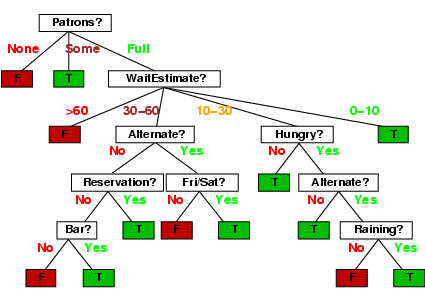 Patrons?
None Some Full
F T WaitEstimate?
>60 30–60 10–30 0–10
F Alternate? Hungry? T
No Yes No Yes
Reservation? Fri/Sat? T Alternate?
No Yes No Yes No Yes
Bar? T F T T Raining?
No Yes No Yes
F T F T